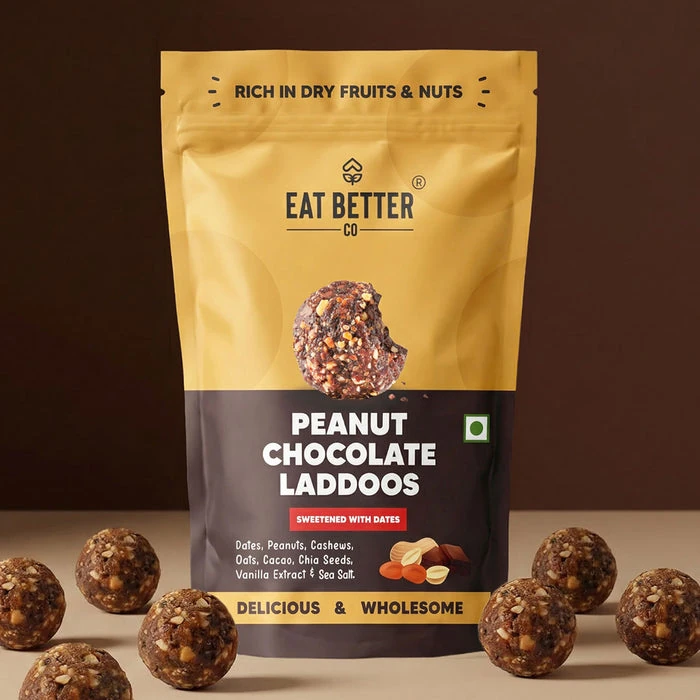 RICH IN DRY FRUITS & NUTS
EAT BETTER ®
CO
PEANUT
CHOCOLATE
LADDOOS
SWEETENED WITH DATES
Dates, Peanuts, Cashews,
Oats, Cacao, Chia Seeds,
Vanilla Extract & Sea Salt.
DELICIOUS & WHOLESOME